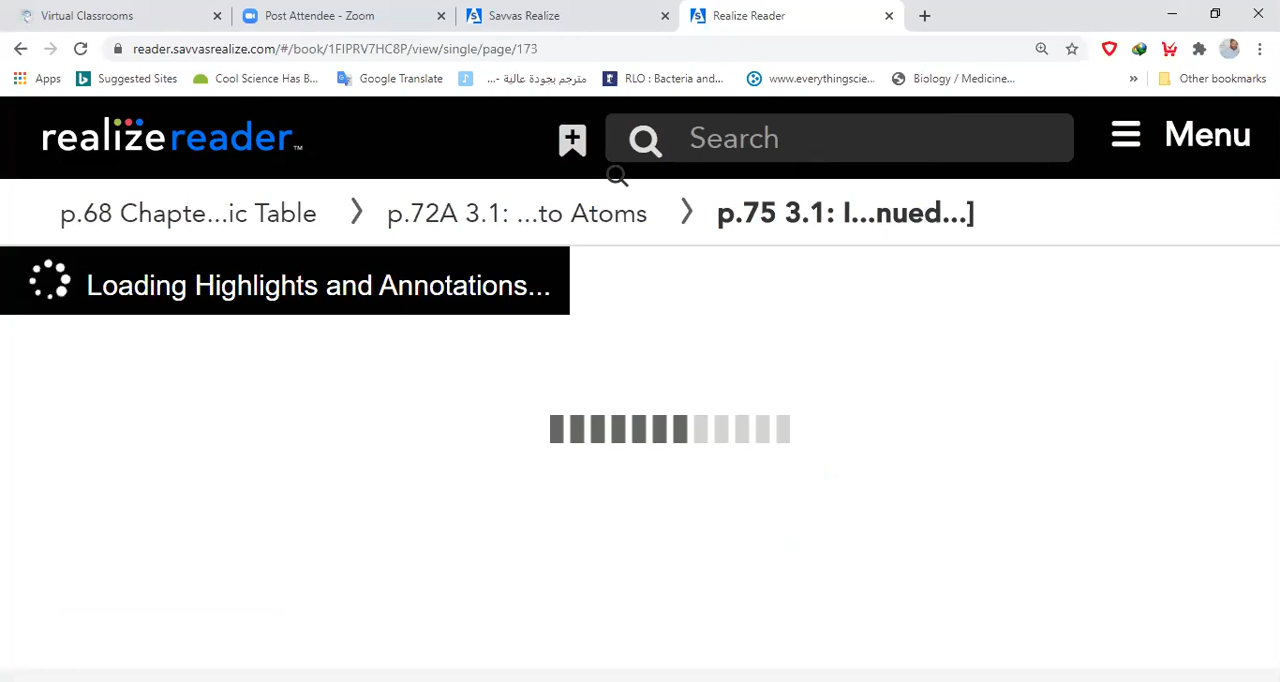 Virtual Classrooms
Post Attendee - Zoom
Savvas Realize
Realize Reader
reader.savvasrealize.com/#/book/1FIPRV7HC8P/view/single/page/173
Apps
Suggested Sites
Cool Science Has B...
Google Translate
مترجم بجودة عالية -...
RLO : Bacteria and...
www.everythingscie...
Biology / Medicine...
»
Other bookmarks
realizereader™
Search
Menu
p.68 Chapte...ic Table
p.72A 3.1: ...to Atoms
p.75 3.1: I...nued...]
Loading Highlights and Annotations...